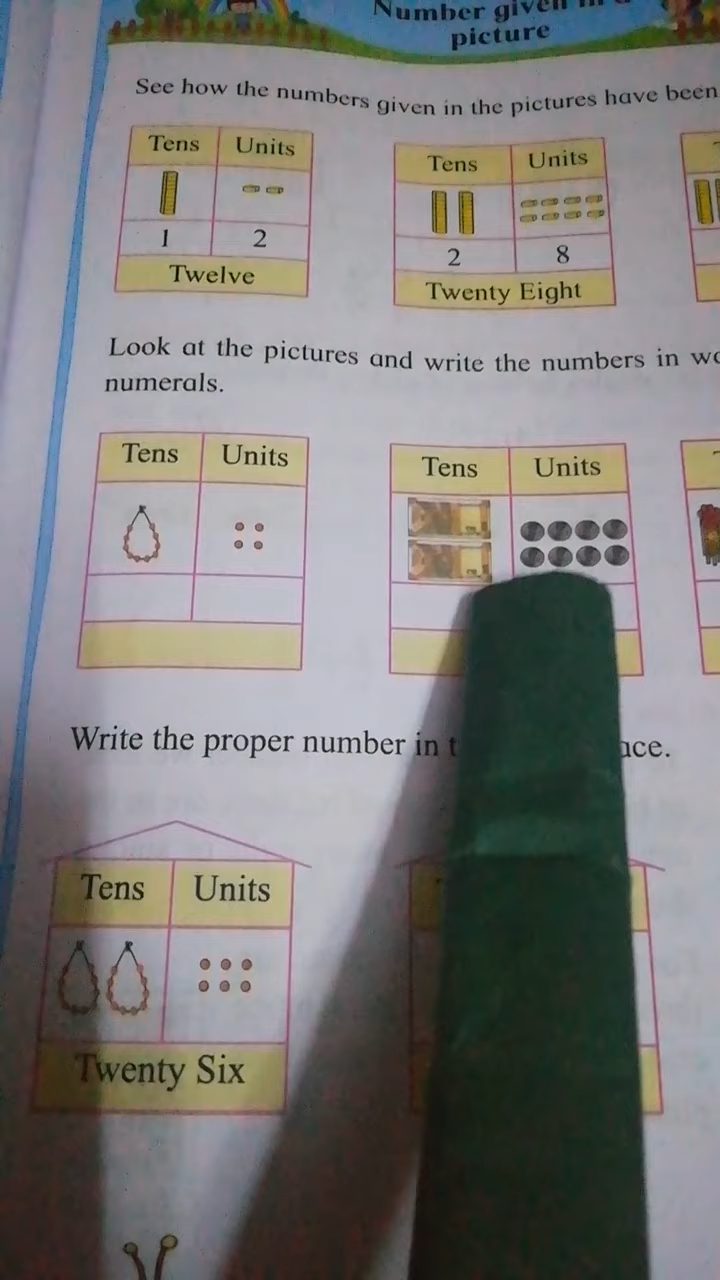 Number given in a
picture
See how the numbers given in the pictures have been
Tens Units
1 2
Twelve
Tens Units
2 8
Twenty Eight
Look at the pictures and write the numbers in
numerals.
Tens Units
Tens Units
Write the proper number in
Tens Units
Twenty Six